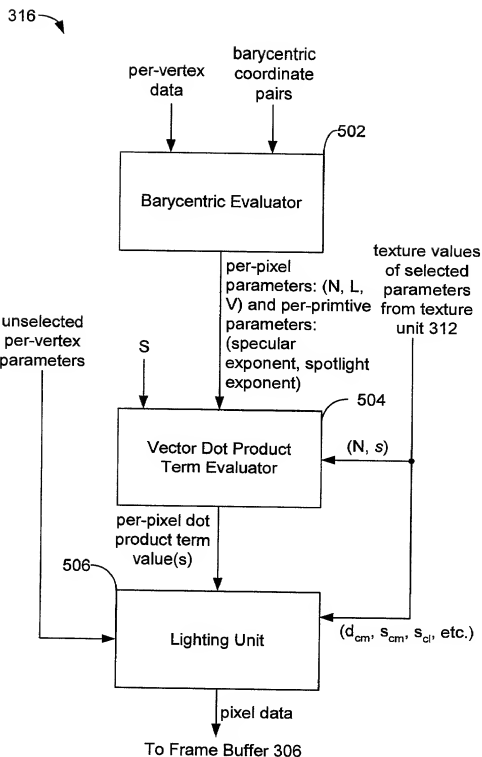 316
per-vertex
data
barycentric
coordinate
pairs
502
Barycentric Evaluator
per-pixel
parameters: (N, L,
V) and per-primtive
parameters:
(specular
exponent, spotlight
exponent)
texture values
of selected
parameters
from texture
unit 312
unselected
per-vertex
parameters
S
504
Vector Dot Product
Term Evaluator
(N, s)
per-pixel dot
product term
value(s)
506
Lighting Unit
(dcm, scm, scl, etc.)
pixel data
To Frame Buffer 306